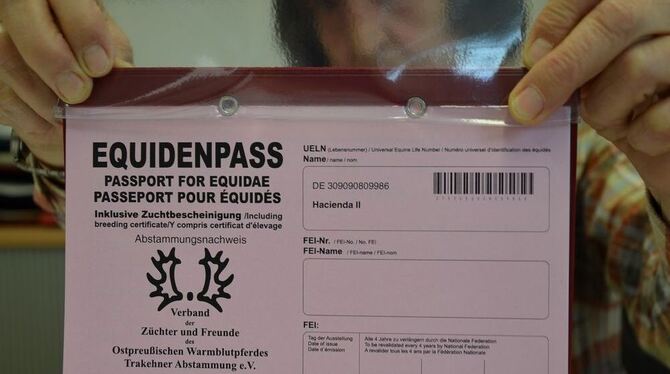 EQUIDENPASS
PASSPORT FOR EQUIDAE
PASSEPORT POUR ÉQUIDÉS
Inklusive Zuchtbescheinigung /Including
breeding certificate/Y compris certificat d'élevage
Abstammungsnachweis
Verband
der
Züchter und Freunde
des
Ostpreußischen Warmblutpferdes
Trakehner Abstammung e.V.
UELN (Lebensnummer) / Universal Equine Life Number / Numéro universel d'identification des équidés
Name / name / nom
DE 309090809986
Hacienda II
FEI-Nr. / FEI-No. / No. FEI
FEI-Name / FEI-name / FEI-nom
FEI:
Tag der Ausstellung
Date of issue
Date d'émission
Alle 4 Jahre zu verlängern durch die Nationale Federation
To be revalidated every 4 years by National Federation
A revalider tous les 4 ans par la Fédération Nationale